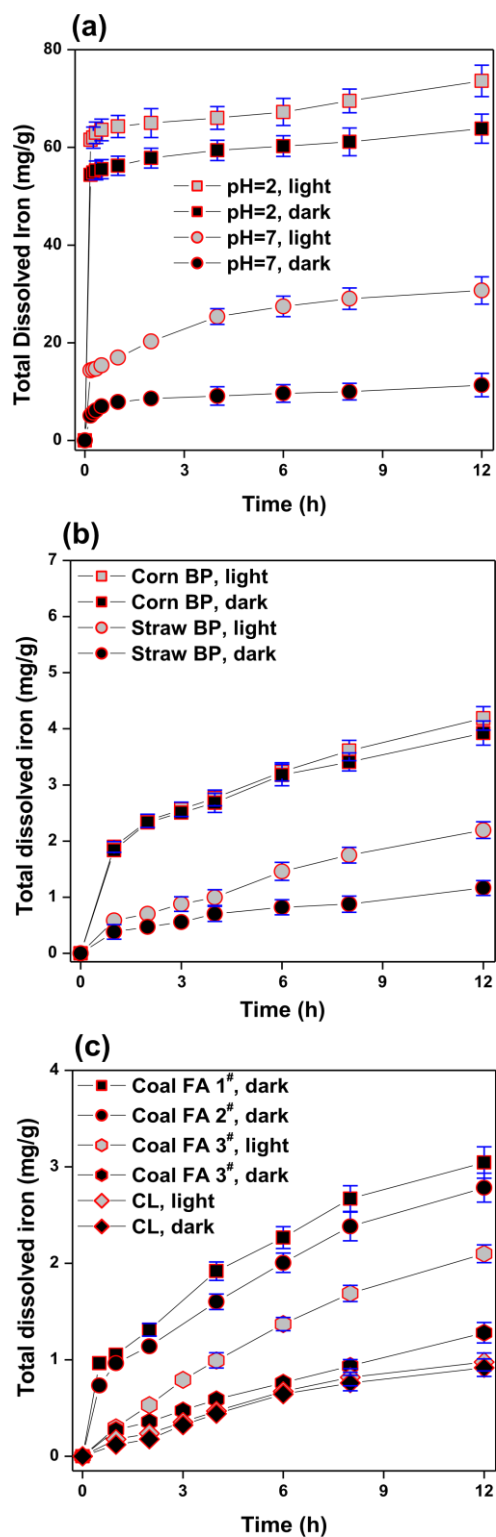 (a)
80
60
40
20
0
Total Dissolved Iron (mg/g)
pH=2, light
pH=2, dark
pH=7, light
pH=7, dark
0 3 6 9 12
Time (h)
(b)
7
6
5
4
3
2
1
0
Total dissolved iron (mg/g)
Corn BP, light
Corn BP, dark
Straw BP, light
Straw BP, dark
0 3 6 9 12
Time (h)
(c)
4
3
2
1
0
Total dissolved iron (mg/g)
Coal FA 1#, dark
Coal FA 2#, dark
Coal FA 3#, light
Coal FA 3#, dark
CL, light
CL, dark
0 3 6 9 12
Time (h)